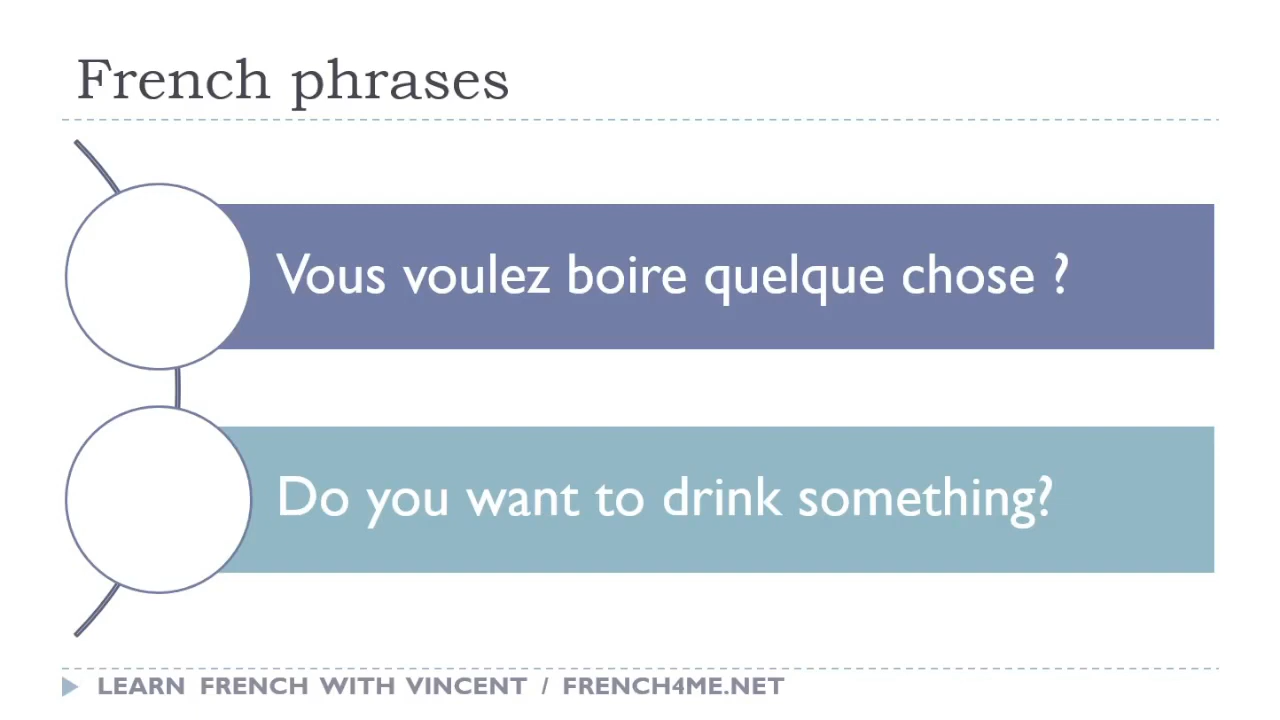 French phrases
Vous voulez boire quelque chose ?
Do you want to drink something?
LEARN FRENCH WITH VINCENT / FRENCH4ME.NET